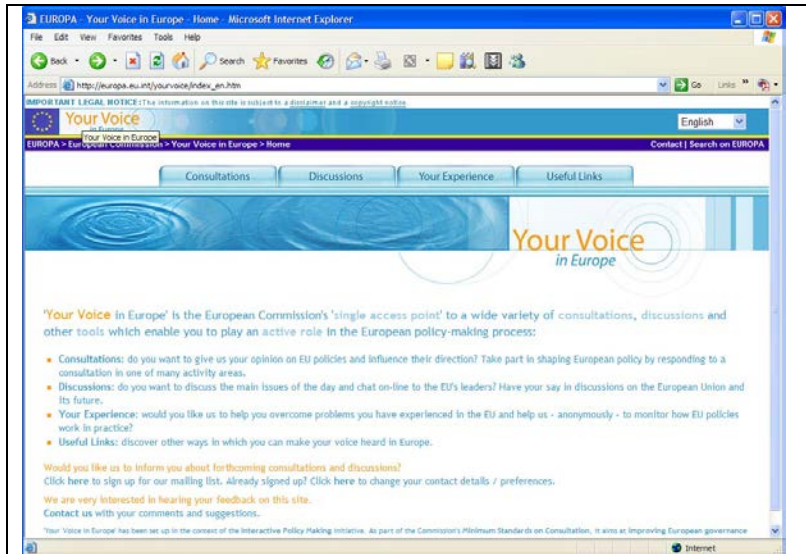 EUROPA - Your Voice in Europe - Home - Microsoft Internet Explorer
File Edit View Favorites Tools Help
Back Search Favorites
Address http://europa.eu.int/yourvoice/index_en.htm Go Links »
IMPORTANT LEGAL NOTICE: The information on this site is subject to a disclaimer and a copyright notice
Your Voice
in Europe
English
Your Voice in Europe
EUROPA > European Commission > Your Voice in Europe > Home Contact | Search on EUROPA
Consultations Discussions Your Experience Useful Links
Your Voice
in Europe
'Your Voice in Europe' is the European Commission's 'single access point' to a wide variety of consultations, discussions and
other tools which enable you to play an active role in the European policy-making process:
Consultations: do you want to give us your opinion on EU policies and influence their direction? Take part in shaping European policy by responding to a
consultation in one of many activity areas.
Discussions: do you want to discuss the main issues of the day and chat on-line to the EU's leaders? Have your say in discussions on the European Union and
its future.
Your Experience: would you like us to help you overcome problems you have experienced in the EU and help us - anonymously - to monitor how EU policies
work in practice?
Useful Links: discover other ways in which you can make your voice heard in Europe.
Would you like us to inform you about forthcoming consultations and discussions?
Click here to sign up for our mailing list. Already signed up? Click here to change your contact details / preferences.
We are very interested in hearing your feedback on this site.
Contact us with your comments and suggestions.
'Your Voice in Europe' has been set up in the context of the Interactive Policy Making initiative. As part of the Commission's Minimum Standards on Consultation, it aims at improving European governance
Internet